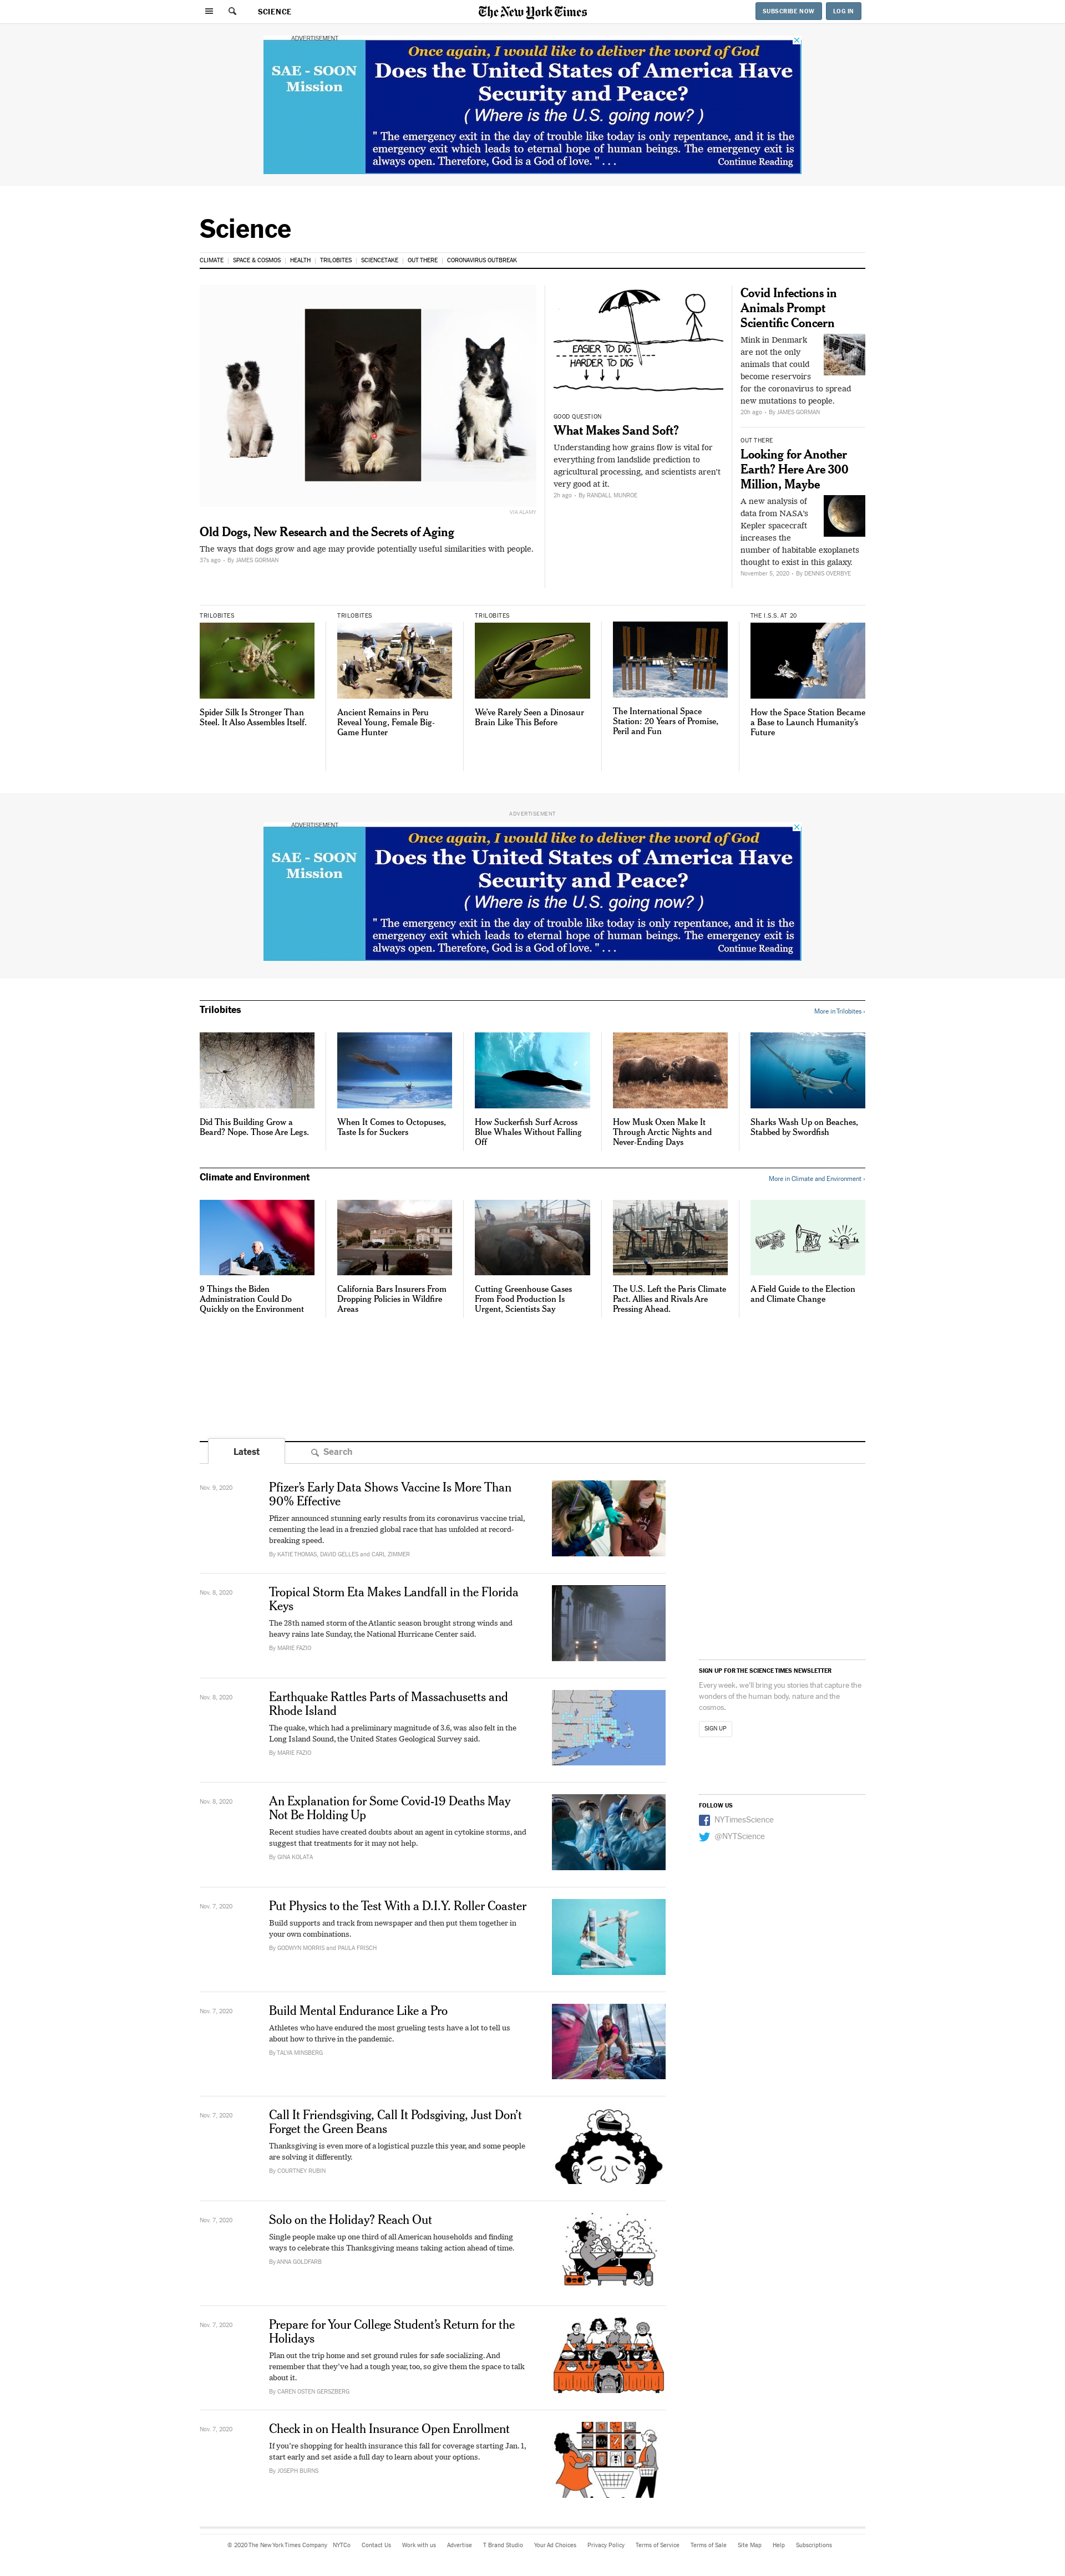 SCIENCE
The New York Times
SUBSCRIBE NOW
LOG IN
ADVERTISEMENT
SAE - SOON
Mission
Once again, I would like to deliver the word of God
Does the United States of America Have
Security and Peace?
( Where is the U.S. going now? )
" The emergency exit in the day of trouble like today is only repentance, and it is the
emergency exit which leads to eternal hope of human beings. The emergency exit is
always open. Therefore, God is a God of love. " . . .
Continue Reading
Science
CLIMATE
SPACE & COSMOS
HEALTH
TRILOBITES
SCIENCETAKE
OUT THERE
CORONAVIRUS OUTBREAK
VIA ALAMY
Old Dogs, New Research and the Secrets of Aging
The ways that dogs grow and age may provide potentially useful similarities with people.
37s ago • By JAMES GORMAN
EASIER TO DIG
HARDER TO DIG
GOOD QUESTION
What Makes Sand Soft?
Understanding how grains flow is vital for
everything from landslide prediction to
agricultural processing, and scientists aren't
very good at it.
2h ago • By RANDALL MUNROE
Covid Infections in
Animals Prompt
Scientific Concern
Mink in Denmark
are not the only
animals that could
become reservoirs
for the coronavirus to spread
new mutations to people.
20h ago • By JAMES GORMAN
OUT THERE
Looking for Another
Earth? Here Are 300
Million, Maybe
A new analysis of
data from NASA's
Kepler spacecraft
increases the
number of habitable exoplanets
thought to exist in this galaxy.
November 5, 2020 • By DENNIS OVERBYE
TRILOBITES
Spider Silk Is Stronger Than
Steel. It Also Assembles Itself.
TRILOBITES
Ancient Remains in Peru
Reveal Young, Female Big-
Game Hunter
TRILOBITES
We've Rarely Seen a Dinosaur
Brain Like This Before
The International Space
Station: 20 Years of Promise,
Peril and Fun
THE I.S.S. AT 20
How the Space Station Became
a Base to Launch Humanity's
Future
ADVERTISEMENT
ADVERTISEMENT
SAE - SOON
Mission
Once again, I would like to deliver the word of God
Does the United States of America Have
Security and Peace?
( Where is the U.S. going now? )
" The emergency exit in the day of trouble like today is only repentance, and it is the
emergency exit which leads to eternal hope of human beings. The emergency exit is
always open. Therefore, God is a God of love. " . . .
Continue Reading
Trilobites
More in Trilobites ›
Did This Building Grow a
Beard? Nope. Those Are Legs.
When It Comes to Octopuses,
Taste Is for Suckers
How Suckerfish Surf Across
Blue Whales Without Falling
Off
How Musk Oxen Make It
Through Arctic Nights and
Never-Ending Days
Sharks Wash Up on Beaches,
Stabbed by Swordfish
Climate and Environment
More in Climate and Environment ›
9 Things the Biden
Administration Could Do
Quickly on the Environment
California Bars Insurers From
Dropping Policies in Wildfire
Areas
Cutting Greenhouse Gases
From Food Production Is
Urgent, Scientists Say
The U.S. Left the Paris Climate
Pact. Allies and Rivals Are
Pressing Ahead.
A Field Guide to the Election
and Climate Change
Latest
Search
Nov. 9, 2020
Pfizer's Early Data Shows Vaccine Is More Than
90% Effective
Pfizer announced stunning early results from its coronavirus vaccine trial,
cementing the lead in a frenzied global race that has unfolded at record-
breaking speed.
By KATIE THOMAS, DAVID GELLES and CARL ZIMMER
Nov. 8, 2020
Tropical Storm Eta Makes Landfall in the Florida
Keys
The 28th named storm of the Atlantic season brought strong winds and
heavy rains late Sunday, the National Hurricane Center said.
By MARIE FAZIO
Nov. 8, 2020
Earthquake Rattles Parts of Massachusetts and
Rhode Island
The quake, which had a preliminary magnitude of 3.6, was also felt in the
Long Island Sound, the United States Geological Survey said.
By MARIE FAZIO
Nov. 8, 2020
An Explanation for Some Covid-19 Deaths May
Not Be Holding Up
Recent studies have created doubts about an agent in cytokine storms, and
suggest that treatments for it may not help.
By GINA KOLATA
Nov. 7, 2020
Put Physics to the Test With a D.I.Y. Roller Coaster
Build supports and track from newspaper and then put them together in
your own combinations.
By GODWYN MORRIS and PAULA FRISCH
Nov. 7, 2020
Build Mental Endurance Like a Pro
Athletes who have endured the most grueling tests have a lot to tell us
about how to thrive in the pandemic.
By TALYA MINSBERG
Nov. 7, 2020
Call It Friendsgiving, Call It Podsgiving, Just Don't
Forget the Green Beans
Thanksgiving is even more of a logistical puzzle this year, and some people
are solving it differently.
By COURTNEY RUBIN
Nov. 7, 2020
Solo on the Holiday? Reach Out
Single people make up one third of all American households and finding
ways to celebrate this Thanksgiving means taking action ahead of time.
By ANNA GOLDFARB
Nov. 7, 2020
Prepare for Your College Student's Return for the
Holidays
Plan out the trip home and set ground rules for safe socializing. And
remember that they've had a tough year, too, so give them the space to talk
about it.
By CAREN OSTEN GERSZBERG
Nov. 7, 2020
Check in on Health Insurance Open Enrollment
If you're shopping for health insurance this fall for coverage starting Jan. 1,
start early and set aside a full day to learn about your options.
By JOSEPH BURNS
SIGN UP FOR THE SCIENCE TIMES NEWSLETTER
Every week, we'll bring you stories that capture the
wonders of the human body, nature and the
cosmos.
SIGN UP
FOLLOW US
NYTimesScience
@NYTScience
© 2020 The New York Times Company
NYTCo
Contact Us
Work with us
Advertise
T Brand Studio
Your Ad Choices
Privacy Policy
Terms of Service
Terms of Sale
Site Map
Help
Subscriptions